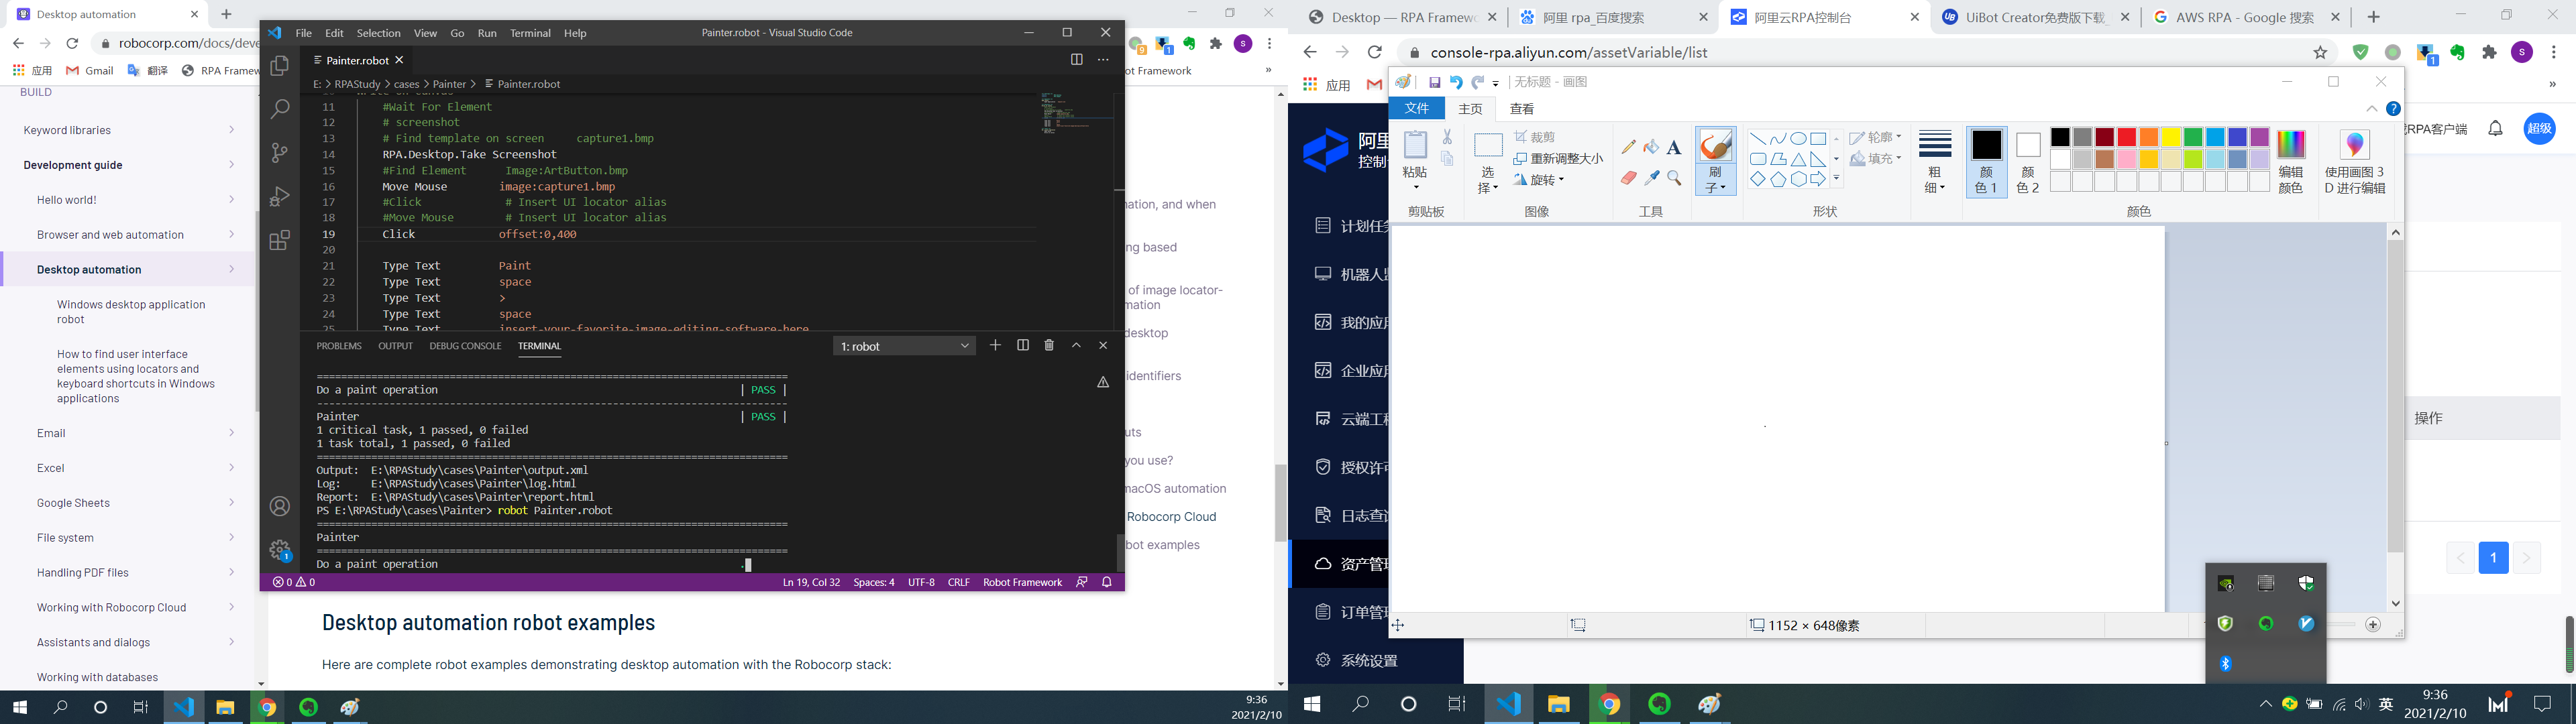 Desktop automation
robocorp.com/docs/deve
应用
Gmail
翻译
RPA Framew
BUILD
Keyword libraries
Development guide
Hello world!
Browser and web automation
Desktop automation
Windows desktop application
robot
How to find user interface
elements using locators and
keyboard shortcuts in Windows
applications
Email
Excel
Google Sheets
File system
Handling PDF files
Working with Robocorp Cloud
Assistants and dialogs
Working with databases
File Edit Selection View Go Run Terminal Help
Painter.robot - Visual Studio Code
Painter.robot
E: > RPAStudy > cases > Painter > Painter.robot
11 #Wait For Element
12 # screenshot
13 # Find template on screen capture1.bmp
14 RPA.Desktop.Take Screenshot
15 #Find Element Image:ArtButton.bmp
16 Move Mouse image:capture1.bmp
17 #Click # Insert UI locator alias
18 #Move Mouse # Insert UI locator alias
19 Click offset:0,400
20
21 Type Text Paint
22 Type Text space
23 Type Text >
24 Type Text space
25 Type Text insert-your-favorite-image-editing-software-here
PROBLEMS OUTPUT DEBUG CONSOLE TERMINAL
1: robot
==============================================================================
Do a paint operation | PASS |
------------------------------------------------------------------------------
Painter | PASS |
1 critical task, 1 passed, 0 failed
1 task total, 1 passed, 0 failed
==============================================================================
Output: E:\RPAStudy\cases\Painter\output.xml
Log: E:\RPAStudy\cases\Painter\log.html
Report: E:\RPAStudy\cases\Painter\report.html
PS E:\RPAStudy\cases\Painter> robot Painter.robot
==============================================================================
Painter
==============================================================================
Do a paint operation .
0 0
Ln 19, Col 32 Spaces: 4 UTF-8 CRLF Robot Framework
1
9 1 S
ot Framework
»
nation, and when
ng based
of image locator-
mation
desktop
identifiers
uts
you use?
macOS automation
Robocorp Cloud
obot examples
Desktop automation robot examples
Here are complete robot examples demonstrating desktop automation with the Robocorp stack:
9:36
2021/2/10
Desktop — RPA Framew
阿里 rpa_百度搜索
阿里云RPA控制台
UiBot Creator免费版下载_
AWS RPA - Google 搜索
console-rpa.aliyun.com/assetVariable/list
1 S
应用
»
阿里
控制台
RPA客户端
超级
计划任务
机器人监
我的应用
企业应用
云端工程
授权许可
日志查询
资产管理
订单管理
系统设置
操作
1
无标题 - 画图
文件 主页 查看
粘贴
剪贴板
选
择
裁剪
重新调整大小
旋转
图像
工具
刷
子
轮廓
填充
形状
粗
细
颜
色 1
颜
色 2
颜色
编辑
颜色
使用画图 3
D 进行编辑
1152 × 648像素
英
9:36
2021/2/10